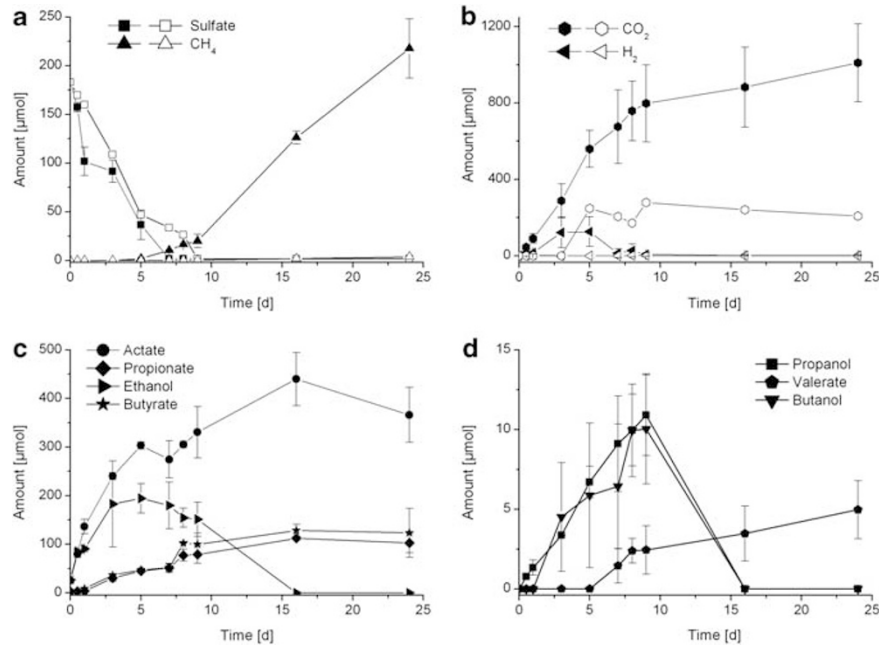 a
Sulfate
CH4
250
200
150
100
50
0
Amount [µmol]
0 5 10 15 20 25
Time [d]
b
CO2
H2
1200
800
400
0
Amount [µmol]
0 5 10 15 20 25
Time [d]
c
Actate
Propionate
Ethanol
Butyrate
500
400
300
200
100
0
Amount [µmol]
0 5 10 15 20 25
Time [d]
d
Propanol
Valerate
Butanol
15
10
5
0
Amount [µmol]
0 5 10 15 20 25
Time [d]